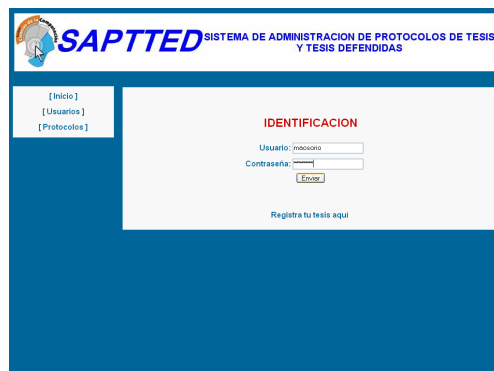 SAPTTED
SISTEMA DE ADMINISTRACION DE PROTOCOLOS DE TESIS
Y TESIS DEFENDIDAS
[ Inicio ]
[ Usuarios ]
[ Protocolos ]
IDENTIFICACION
Usuario: maosorio
Contraseña:
Enviar
Registra tu tesis aqui